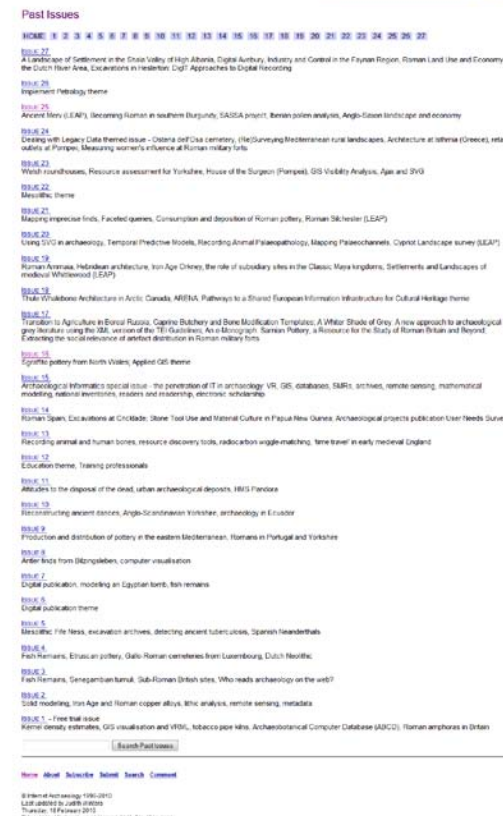 Past Issues
HOME 1 2 3 4 5 6 7 8 9 10 11 12 13 14 15 16 17 18 19 20 21 22 23 24 25 26 27
Issue 27
A Landscape of Settlement in the Shala Valley of High Albania, Digital Avebury, Industry and Control in the Faynan Region, Roman Land Use and Economy
the Dutch River Area, Excavations in Heslerton: DigIT Approaches to Digital Recording
Issue 26
Implement Petrology theme
Issue 25
Ancient Merv (LEAP), Becoming Roman in southern Burgundy, SASSA project, Iberian pollen analysis, Anglo-Saxon landscape and economy
Issue 24
Dealing with Legacy Data themed issue - Osteria dell'Osa cemetery, (Re)Surveying Mediterranean rural landscapes, Architecture at Isthmia (Greece), reta
outlets at Pompeii, Measuring women's influence at Roman military forts
Issue 23
Welsh roundhouses, Resource assessment for Yorkshire, House of the Surgeon (Pompeii), GIS Visibility Analysis, Ajax and SVG
Issue 22
Mesolithic theme
Issue 21
Mapping imprecise finds, Faceted queries, Consumption and deposition of Roman pottery, Roman Silchester (LEAP)
Issue 20
Using SVG in archaeology, Temporal Predictive Models, Recording Animal Palaeopathology, Mapping Palaeochannels, Cypriot Landscape survey (LEAP)
Issue 19
Roman Ammaia, Hebridean architecture, Iron Age Orkney, the role of subsidiary sites in the Classic Maya kingdoms, Settlements and Landscapes of
medieval Whittlewood (LEAP)
Issue 18
Thule Whalebone Architecture in Arctic Canada, ARENA: Pathways to a Shared European Information Infrastructure for Cultural Heritage theme
Issue 17
Transition to Agriculture in Boreal Russia, Caprine Butchery and Bone Modification Templates; A Whiter Shade of Grey: A new approach to archaeological
grey literature using the XML version of the TEI Guidelines; An e-Monograph: Samian Pottery, a Resource for the Study of Roman Britain and Beyond;
Extracting the social relevance of artefact distribution in Roman military forts
Issue 16
Sgraffito pottery from North Wales; Applied GIS theme
Issue 15
Archaeological Informatics special issue - the penetration of IT in archaeology: VR, GIS, databases, SMRs, archives, remote sensing, mathematical
modelling, national inventories, readers and readership, electronic scholarship
Issue 14
Roman Spain, Excavations at Cricklade; Stone Tool Use and Material Culture in Papua New Guinea; Archaeological projects publication User Needs Surve
Issue 13
Recording animal and human bones, resource discovery tools, radiocarbon wiggle-matching, 'time travel' in early medieval England
Issue 12
Education theme, Training professionals
Issue 11
Attitudes to the disposal of the dead, urban archaeological deposits, HMS Pandora
Issue 10
Reconstructing ancient dances, Anglo-Scandinavian Yorkshire, archaeology in Ecuador
Issue 9
Production and distribution of pottery in the eastern Mediterranean, Romans in Portugal and Yorkshire
Issue 8
Antler finds from Bilzingsleben, computer visualisation
Issue 7
Digital publication, modelling an Egyptian tomb, fish remains
Issue 6
Digital publication theme
Issue 5
Mesolithic Fife Ness, excavation archives, detecting ancient tuberculosis, Spanish Neanderthals
Issue 4
Fish Remains, Etruscan pottery, Gallo-Roman cemeteries from Luxembourg, Dutch Neolithic
Issue 3
Fish Remains, Senegambian tumuli, Sub-Roman British sites, Who reads archaeology on the web?
Issue 2
Solid modeling, Iron Age and Roman copper alloys, lithic analysis, remote sensing, metadata
Issue 1 - Free trial issue
Kernel density estimates, GIS visualisation and VRML, tobacco pipe kilns, Archaeobotanical Computer Database (ABCD), Roman amphoras in Britain
Search Past Issues
Home About Subscribe Submit Search Comment
© Internet Archaeology 1996-2010
Last updated by Judith Winters
Thursday, 18 February 2010